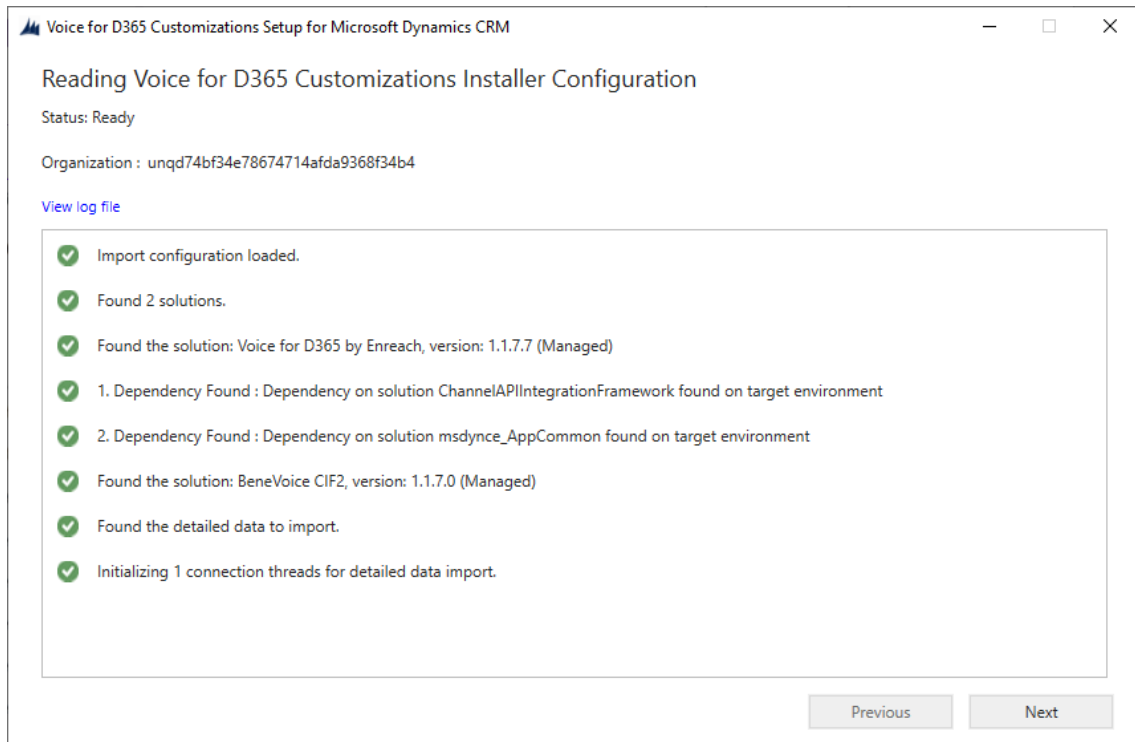 Voice for D365 Customizations Setup for Microsoft Dynamics CRM
Reading Voice for D365 Customizations Installer Configuration
Status: Ready
Organization : unqd74bf34e78674714afda9368f34b4
View log file
Import configuration loaded.
Found 2 solutions.
Found the solution: Voice for D365 by Enreach, version: 1.1.7.7 (Managed)
1. Dependency Found : Dependency on solution ChannelAPIIntegrationFramework found on target environment
2. Dependency Found : Dependency on solution msdynce_AppCommon found on target environment
Found the solution: BeneVoice CIF2, version: 1.1.7.0 (Managed)
Found the detailed data to import.
Initializing 1 connection threads for detailed data import.
Previous
Next